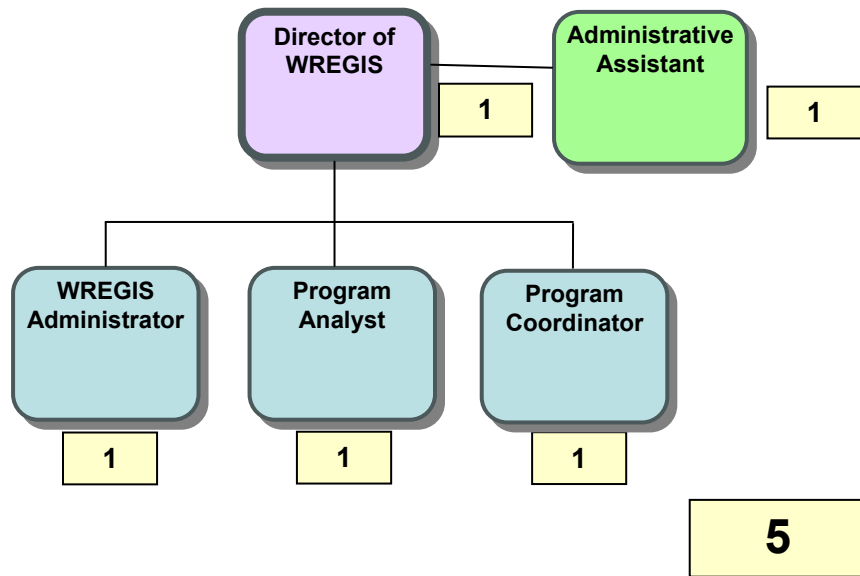 Director of
WREGIS
Administrative
Assistant
1
1
WREGIS
Administrator
Program
Analyst
Program
Coordinator
1
1
1
5